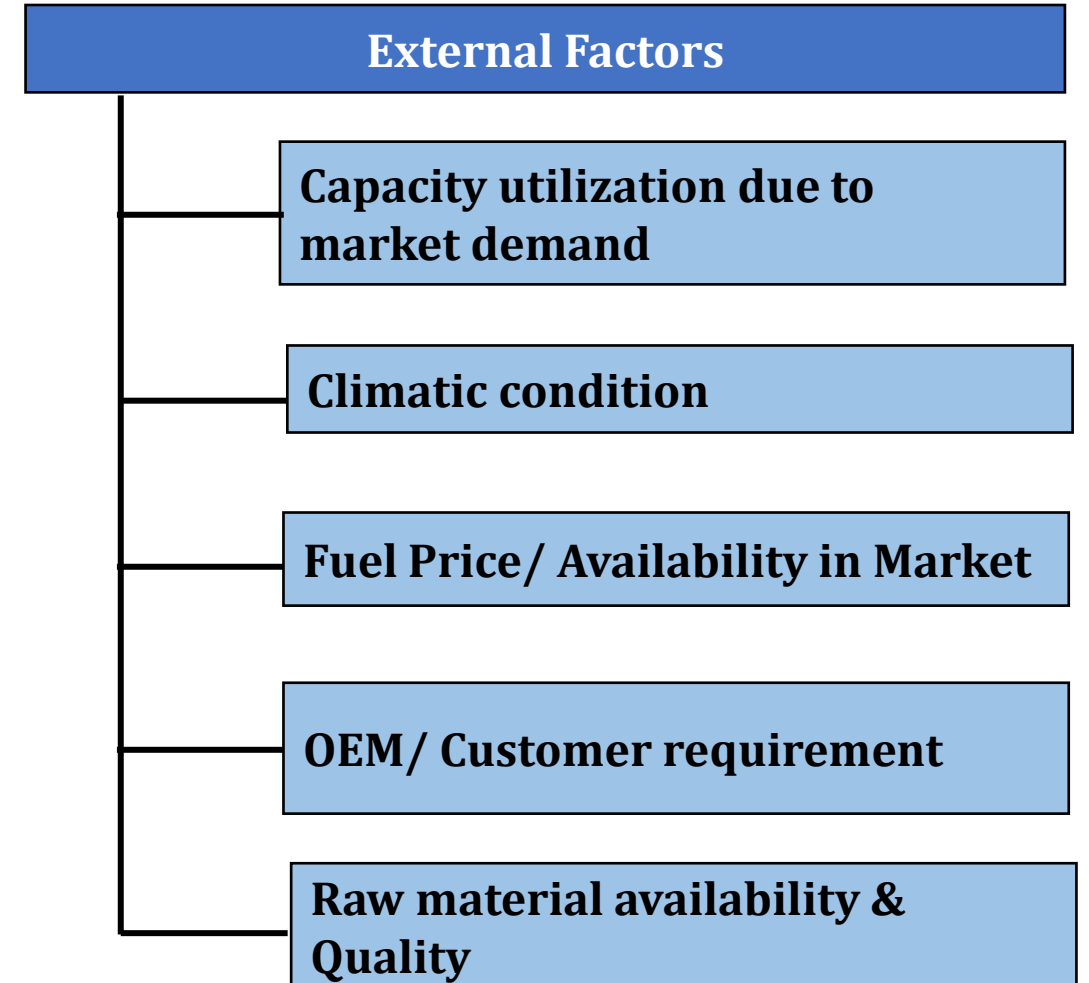 External Factors
Capacity utilization due to
market demand
Climatic condition
Fuel Price/ Availability in Market
OEM/ Customer requirement
Raw material availability &
Quality